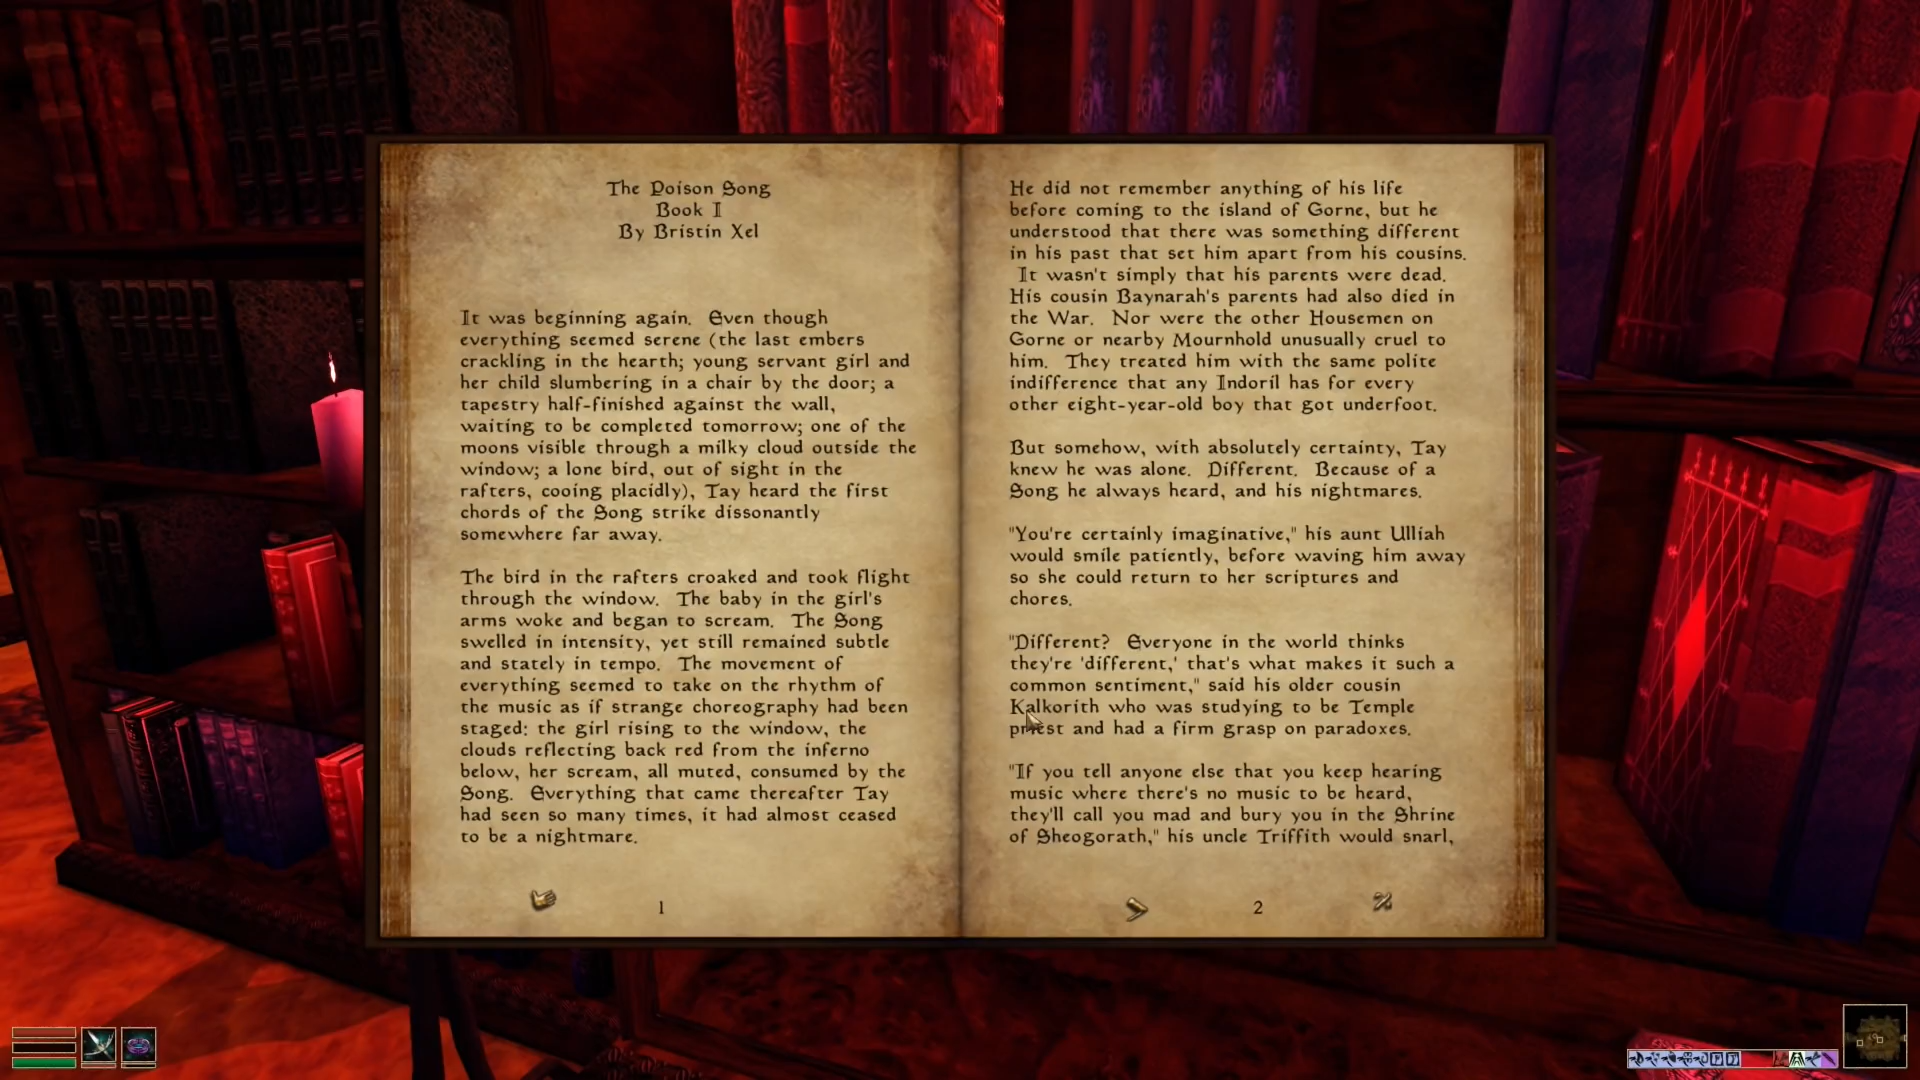 The Poison Song
Book I
By Bristin Xel
It was beginning again.  Even though
everything seemed serene (the last embers
crackling in the hearth; young servant girl and
her child slumbering in a chair by the door; a
tapestry half-finished against the wall,
waiting to be completed tomorrow; one of the
moons visible through a milky cloud outside the
window; a lone bird, out of sight in the
rafters, cooing placidly), Tay heard the first
chords of the Song strike dissonantly
somewhere far away.
The bird in the rafters croaked and took flight
through the window.  The baby in the girl's
arms woke and began to scream.  The Song
swelled in intensity, yet still remained subtle
and stately in tempo.  The movement of
everything seemed to take on the rhythm of
the music as if strange choreography had been
staged: the girl rising to the window, the
clouds reflecting back red from the inferno
below, her scream, all muted, consumed by the
Song.  Everything that came thereafter Tay
had seen so many times, it had almost ceased
to be a nightmare.
1
He did not remember anything of his life
before coming to the island of Gorne, but he
understood that there was something different
in his past that set him apart from his cousins.
It wasn't simply that his parents were dead.
His cousin Baynarah's parents had also died in
the War.  Nor were the other Housemen on
Gorne or nearby Mournhold unusually cruel to
him.  They treated him with the same polite
indifference that any Indoril has for every
other eight-year-old boy that got underfoot.
But somehow, with absolutely certainty, Tay
knew he was alone.  Different.  Because of a
Song he always heard, and his nightmares.
"You're certainly imaginative," his aunt Ulliah
would smile patiently, before waving him away
so she could return to her scriptures and
chores.
"Different?  Everyone in the world thinks
they're 'different,' that's what makes it such a
common sentiment," said his older cousin
Kalkorith who was studying to be Temple
priest and had a firm grasp on paradoxes.
"If you tell anyone else that you keep hearing
music where there's no music to be heard,
they'll call you mad and bury you in the Shrine
of Sheogorath," his uncle Triffith would snarl,
2